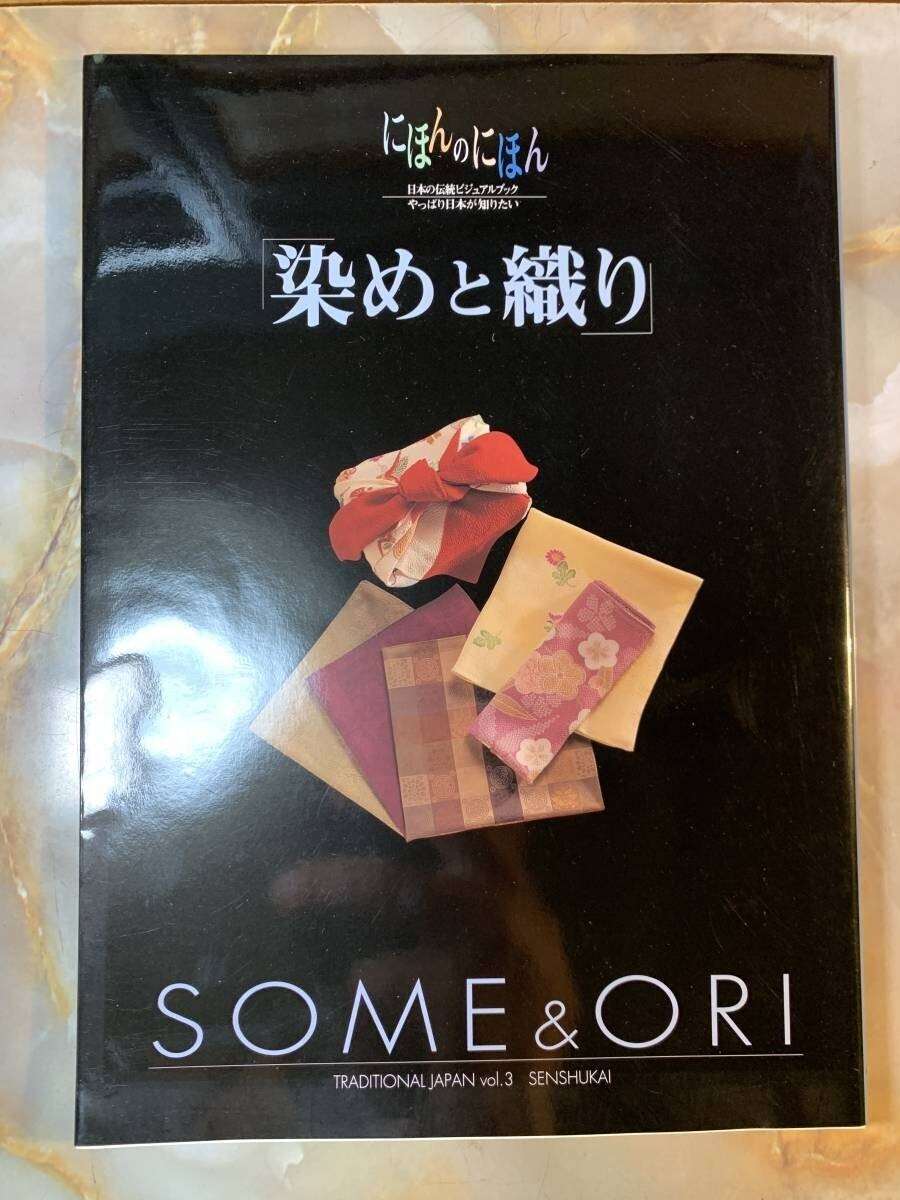 にほんのにほん
日本の伝統ビジュアルブック
やっぱり日本が知りたい
「染めと織り」
SOME & ORI
TRADITIONAL JAPAN vol.3 SENSHUKAI